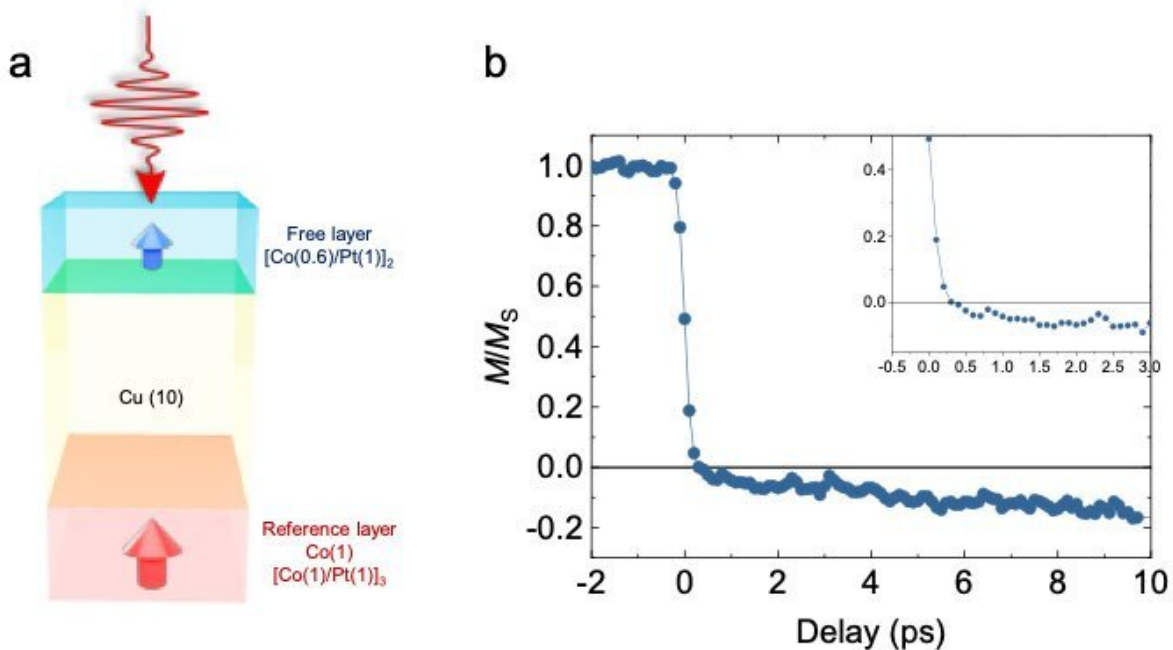 a
Free layer
[Co(0.6)/Pt(1)]₂
Cu (10)
Reference layer
Co(1)
[Co(1)/Pt(1)]₃
b
M/Mₛ
1.0
0.8
0.6
0.4
0.2
0.0
-0.2
-2
0
2
4
6
8
10
Delay (ps)
0.4
0.2
0.0
-0.5
0.0
0.5
1.0
1.5
2.0
2.5
3.0